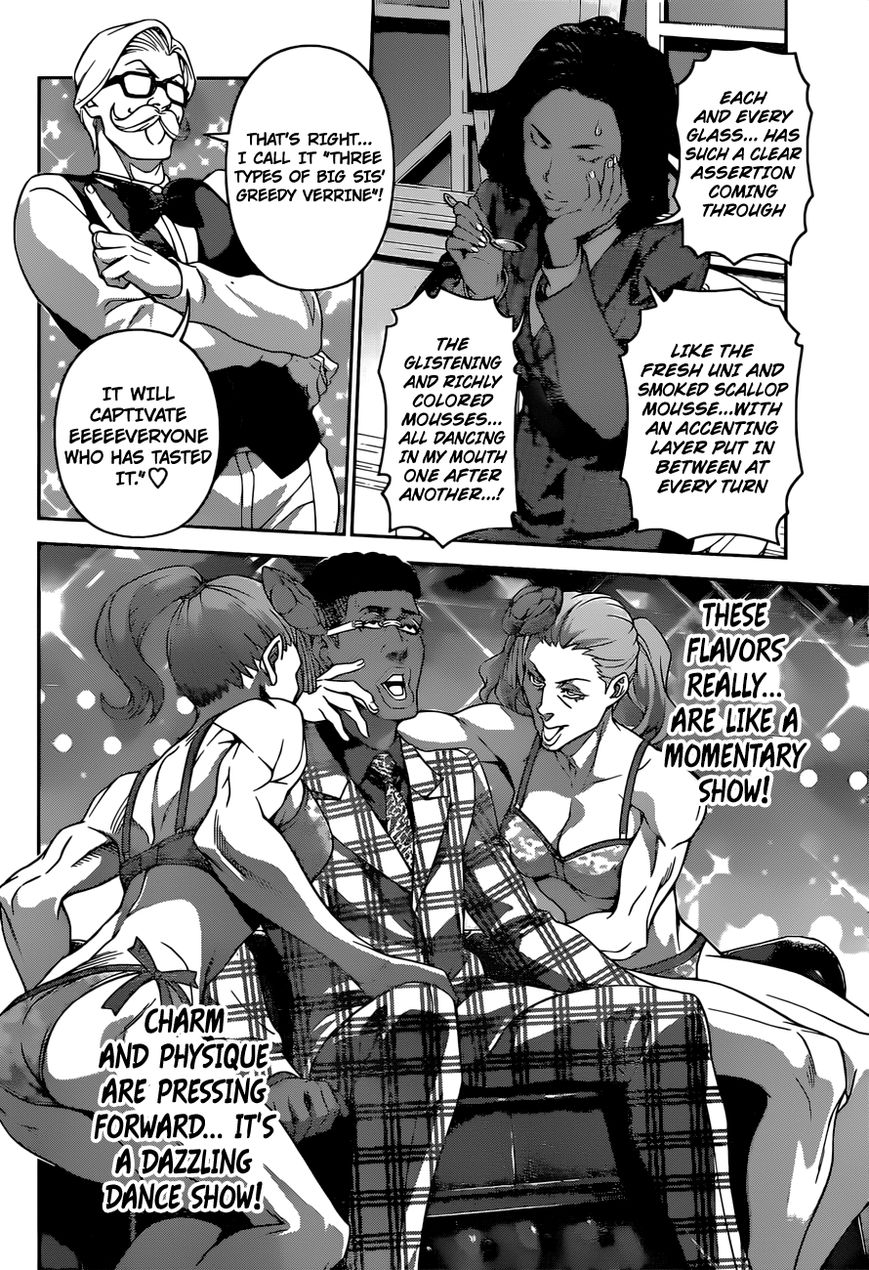 EACH
AND EVERY
GLASS... HAS
SUCH A CLEAR
ASSERTION
COMING
THROUGH
LIKE THE
FRESH UNI AND
SMOKED SCALLOP
MOUSSE...WITH
AN ACCENTING
LAYER PUT IN
BETWEEN AT
EVERY TURN
THE
GLISTENING
AND RICHLY
COLORED
MOUSSES...
ALL DANCING
IN MY MOUTH
ONE AFTER
ANOTHER...!
THAT'S RIGHT...
I CALL IT "THREE
TYPES OF BIG SIS'
GREEDY VERRINE"!
IT WILL
CAPTIVATE
EEEEEVERYONE
WHO HAS TASTED
IT."♡
THESE
FLAVORS
REALLY...
ARE LIKE A
MOMENTARY
SHOW!
CHARM
AND PHYSIQUE
ARE PRESSING
FORWARD... IT'S
A DAZZLING
DANCE SHOW!